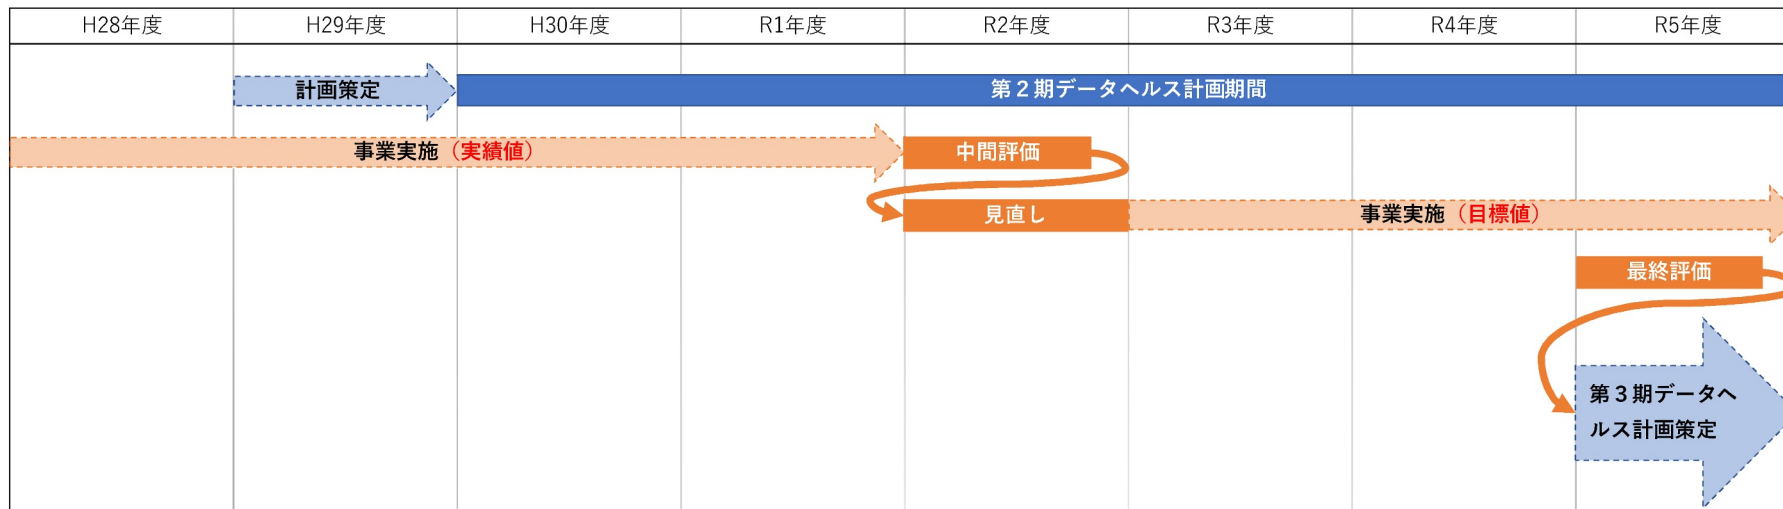 H28年度 H29年度 H30年度 R1年度 R2年度 R3年度 R4年度 R5年度
計画策定 第２期データヘルス計画期間
事業実施（実績値） 中間評価
見直し 事業実施（目標値）
最終評価
第３期データヘ
ルス計画策定